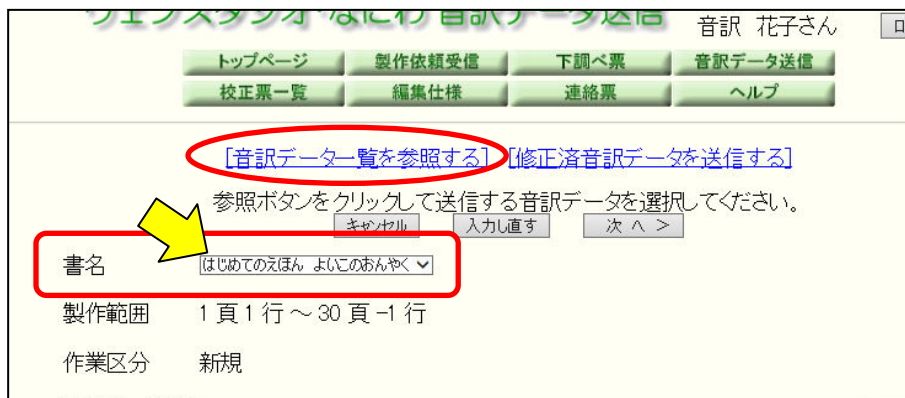 ウェブスタジオ・なにわ 音訳データ送信
音訳 花子さん
トップページ 製作依頼受信 下調べ票 音訳データ送信
校正票一覧 編集仕様 連絡票 ヘルプ
[音訳データ一覧を参照する] [修正済音訳データを送信する]
参照ボタンをクリックして送信する音訳データを選択してください。
キャンセル 入力し直す 次 へ >
書名 はじめてのえほん よいこのおんやく
製作範囲 1 頁 1 行 ~ 30 頁 -1 行
作業区分 新規